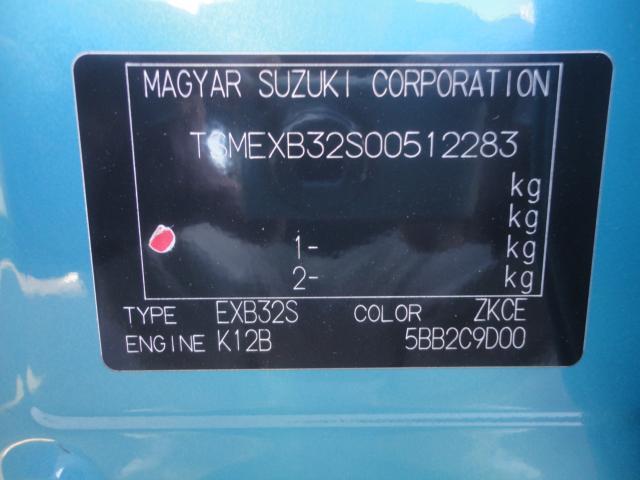 MAGYAR SUZUKI CORPORATION
TSMEXB32S00512283
kg
kg
1- kg
2- kg
TYPE EXB32S COLOR ZKCE
ENGINE K12B 5BB2C9D00